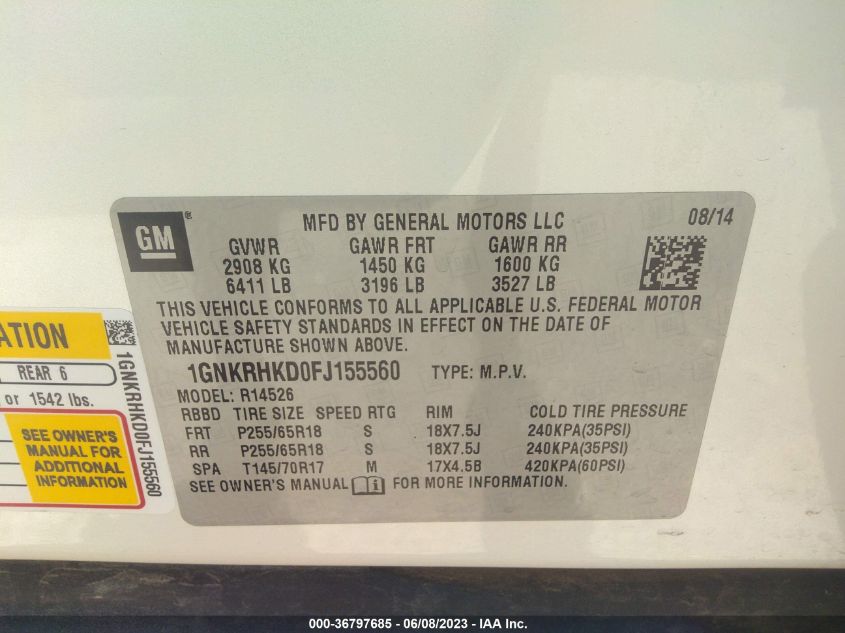 GM
®
MFD BY GENERAL MOTORS LLC
08/14
GVWR GAWR FRT GAWR RR
2908 KG 1450 KG 1600 KG
6411 LB 3196 LB 3527 LB
THIS VEHICLE CONFORMS TO ALL APPLICABLE U.S. FEDERAL MOTOR
VEHICLE SAFETY STANDARDS IN EFFECT ON THE DATE OF
MANUFACTURE SHOWN ABOVE.
1GNKRHKD0FJ155560 TYPE: M.P.V.
MODEL: R14526
RBBD TIRE SIZE SPEED RTG RIM COLD TIRE PRESSURE
FRT P255/65R18 S 18X7.5J 240KPA(35PSI)
RR P255/65R18 S 18X7.5J 240KPA(35PSI)
SPA T145/70R17 M 17X4.5B 420KPA(60PSI)
SEE OWNER'S MANUAL FOR MORE INFORMATION.
ATION
REAR 6
or 1542 lbs.
SEE OWNER'S
MANUAL FOR
ADDITIONAL
INFORMATION
1GNKRHKD0FJ155560
000-36797685 - 06/08/2023 - IAA Inc.